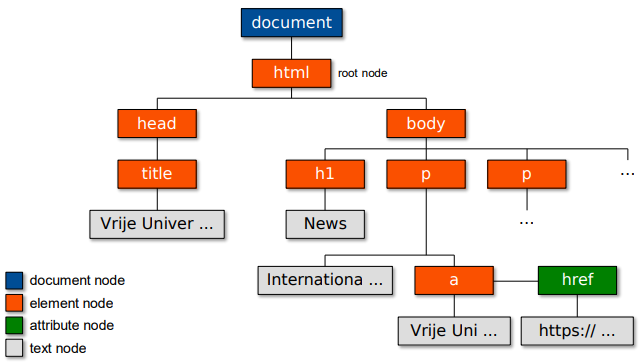 document
html
root node
head
body
title
h1
p
p
...
Vrije Univer ...
News
...
Internationa ...
a
href
Vrije Uni ...
https:// ...
document node
element node
attribute node
text node